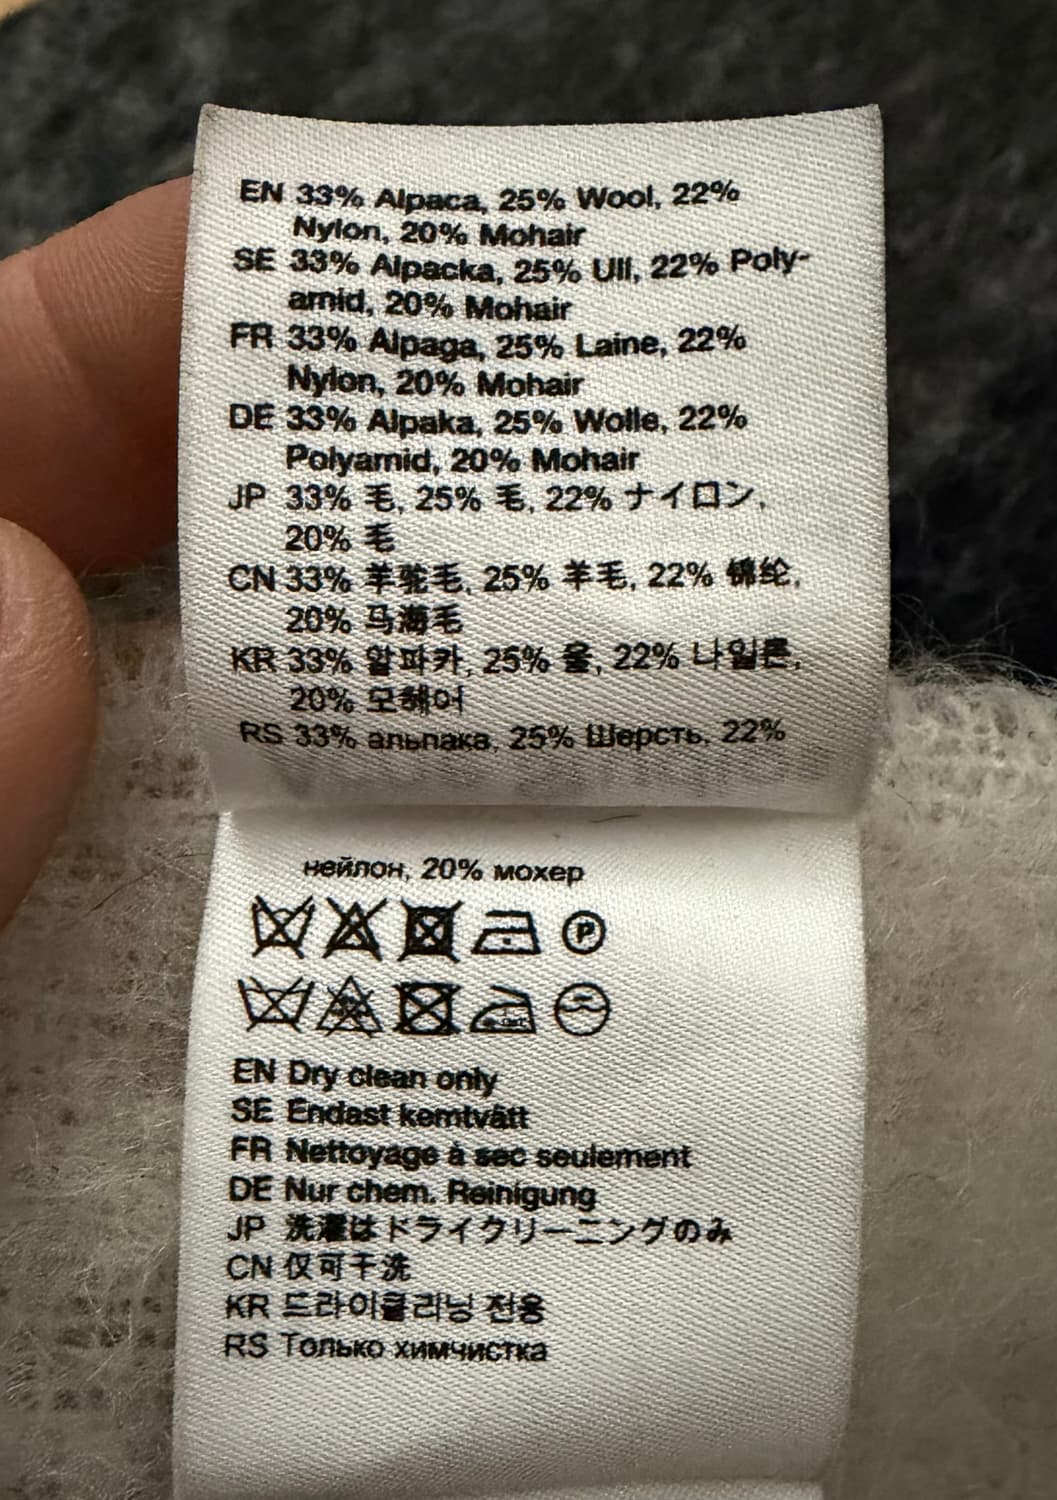 EN 33% Alpaca, 25% Wool, 22%
Nylon, 20% Mohair
SE 33% Alpacka, 25% Ull, 22% Poly-
amid, 20% Mohair
FR 33% Alpaga, 25% Laine, 22%
Nylon, 20% Mohair
DE 33% Alpaka, 25% Wolle, 22%
Polyamid, 20% Mohair
JP 33% 毛, 25% 毛, 22% ナイロン,
20% 毛
CN 33% 羊驼毛, 25% 羊毛, 22% 锦纶,
20% 马海毛
KR 33% 알파카, 25% 울, 22% 나일론,
20% 모헤어
RS 33% альпака, 25% Шерсть, 22%
нейлон, 20% мохер
P
EN Dry clean only
SE Endast kemtvätt
FR Nettoyage à sec seulement
DE Nur chem. Reinigung
JP 洗濯はドライクリーニングのみ
CN 仅可干洗
KR 드라이클리닝 전용
RS Только химчистка